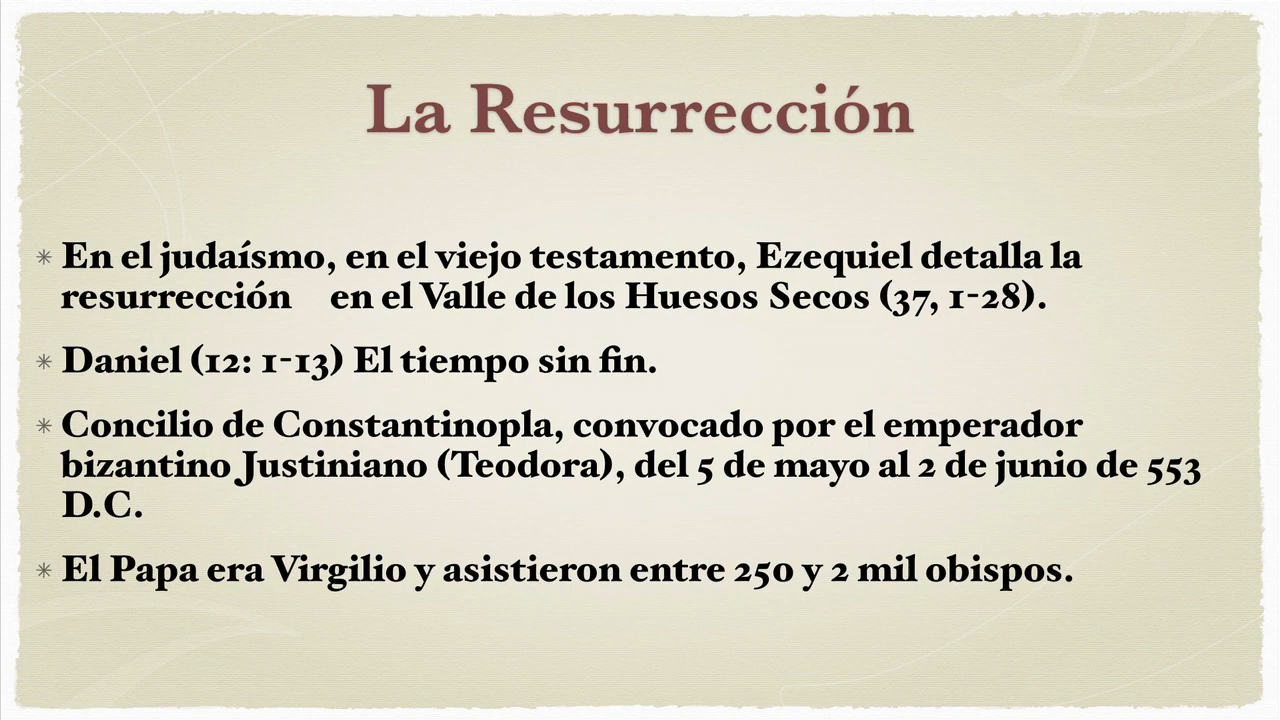 La Resurrección
En el judaísmo, en el viejo testamento, Ezequiel detalla la
resurrección en el Valle de los Huesos Secos (37, 1-28).
Daniel (12: 1-13) El tiempo sin fin.
Concilio de Constantinopla, convocado por el emperador
bizantino Justiniano (Teodora), del 5 de mayo al 2 de junio de 553
D.C.
El Papa era Virgilio y asistieron entre 250 y 2 mil obispos.